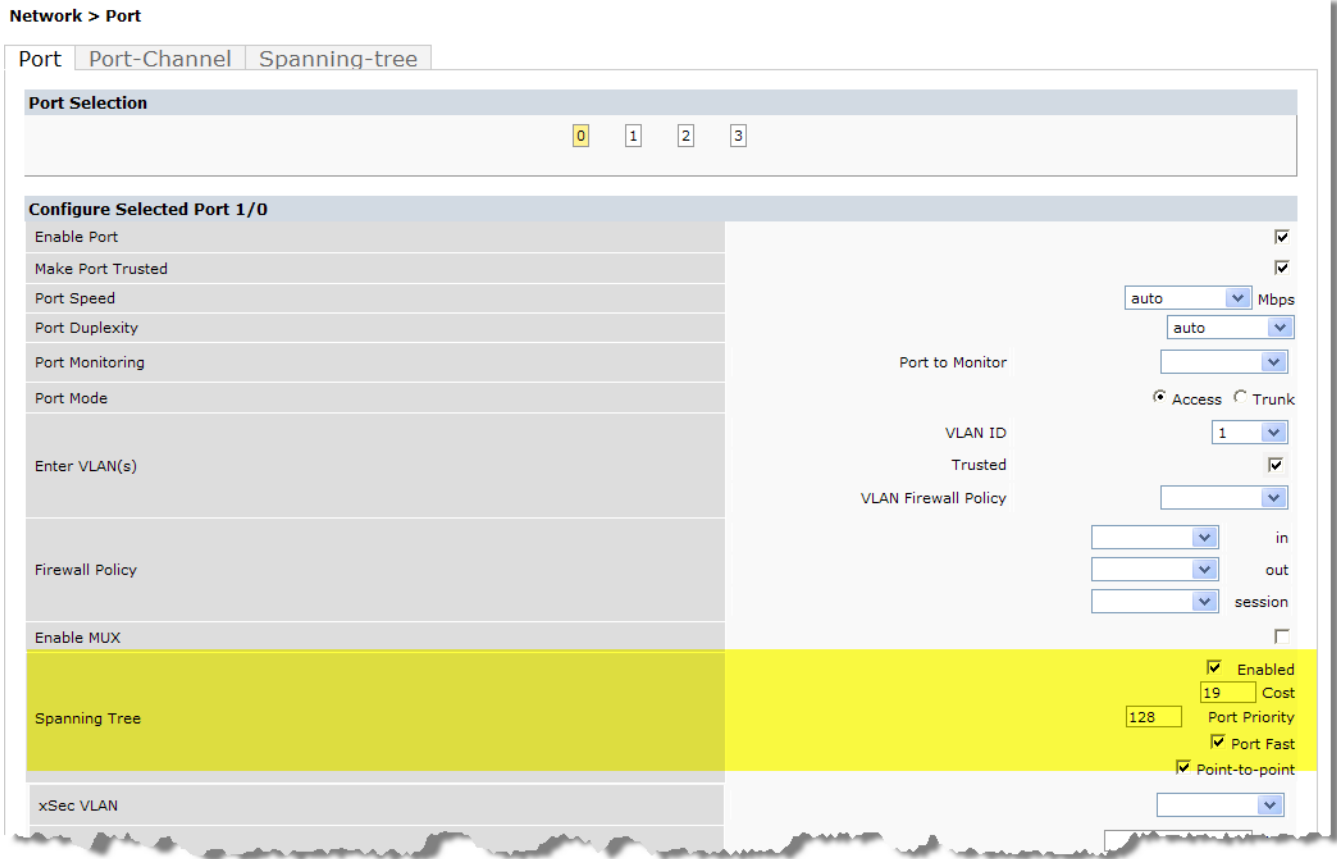 Network > Port
Port Port-Channel Spanning-tree
Port Selection
0 1 2 3
Configure Selected Port 1/0
Enable Port
Make Port Trusted
Port Speed auto Mbps
Port Duplexity auto
Port Monitoring Port to Monitor
Port Mode Access Trunk
Enter VLAN(s) VLAN ID 1
Trusted
VLAN Firewall Policy
Firewall Policy in
out
session
Enable MUX
Spanning Tree Enabled
19 Cost
128 Port Priority
Port Fast
Point-to-point
xSec VLAN